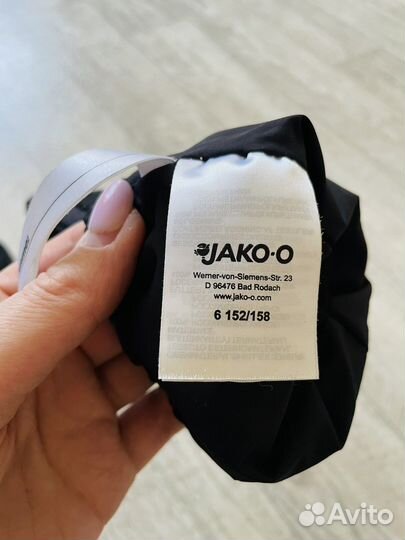 JAKO-O
Werner-von-Siemens-Str. 23
D 96476 Bad Rodach
www.jako-o.com
6 152/158
Avito